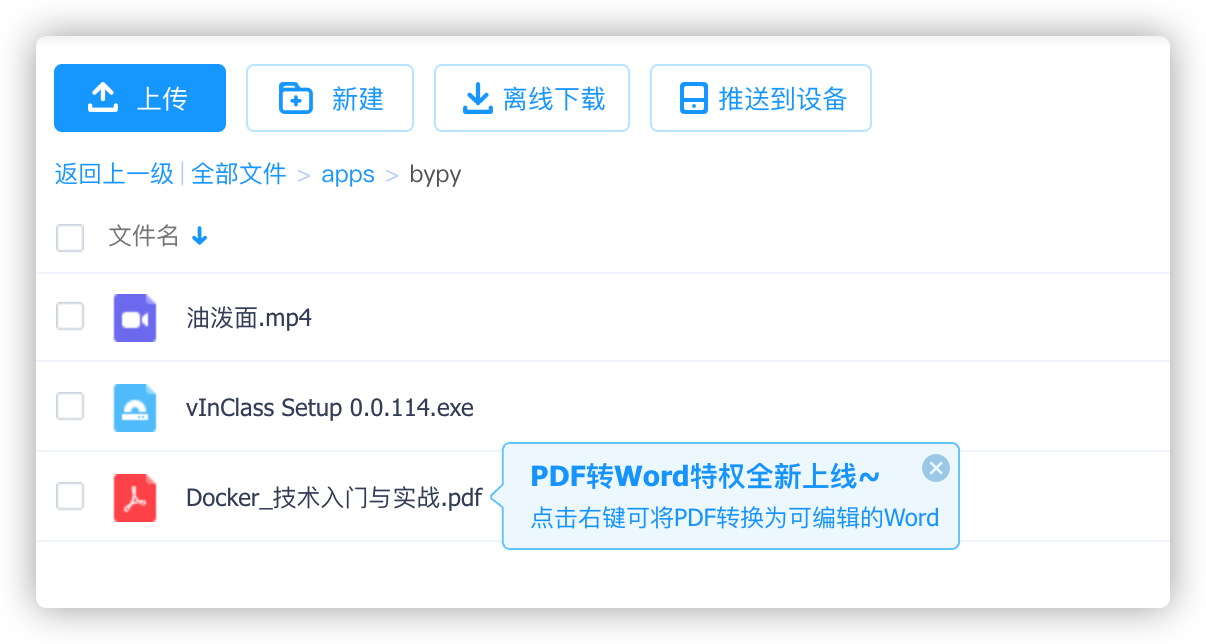 上传 新建 离线下载 推送到设备
返回上一级 | 全部文件 > apps > bypy
文件名
油泼面.mp4
vInClass Setup 0.0.114.exe
PDF转Word特权全新上线~
Docker_技术入门与实战.pdf
点击右键可将PDF转换为可编辑的Word